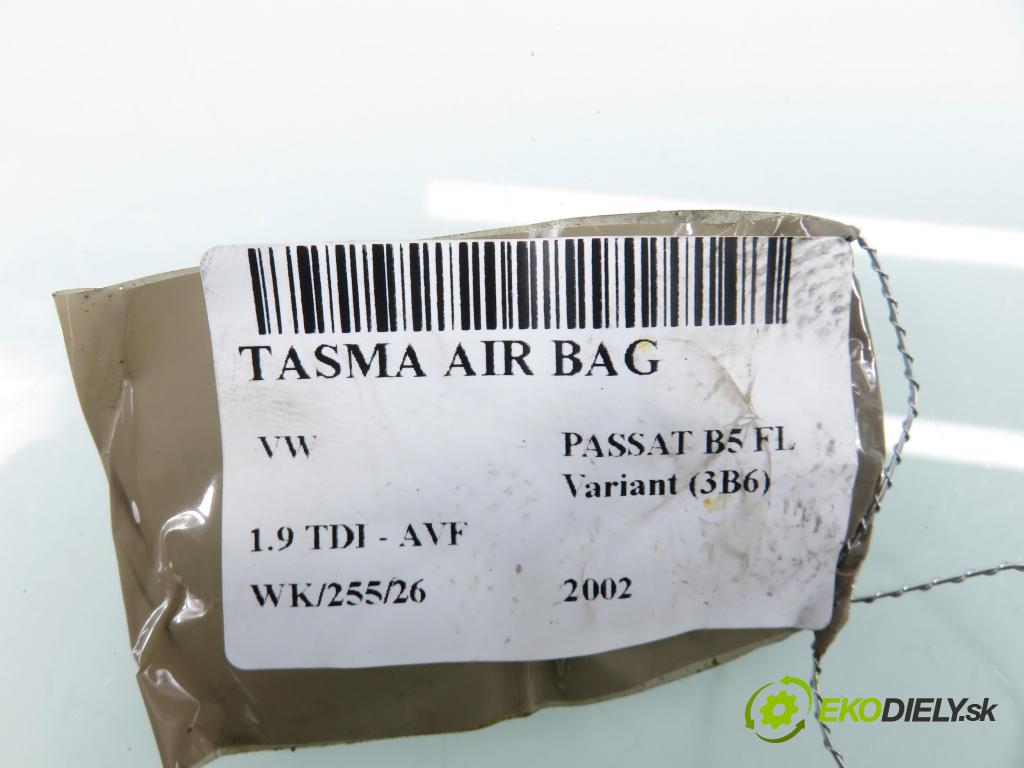 TASMA AIR BAG
VW
PASSAT B5 FL
Variant (3B6)
1.9 TDI - AVF
WK/255/26
2002
EKODIELY.sk